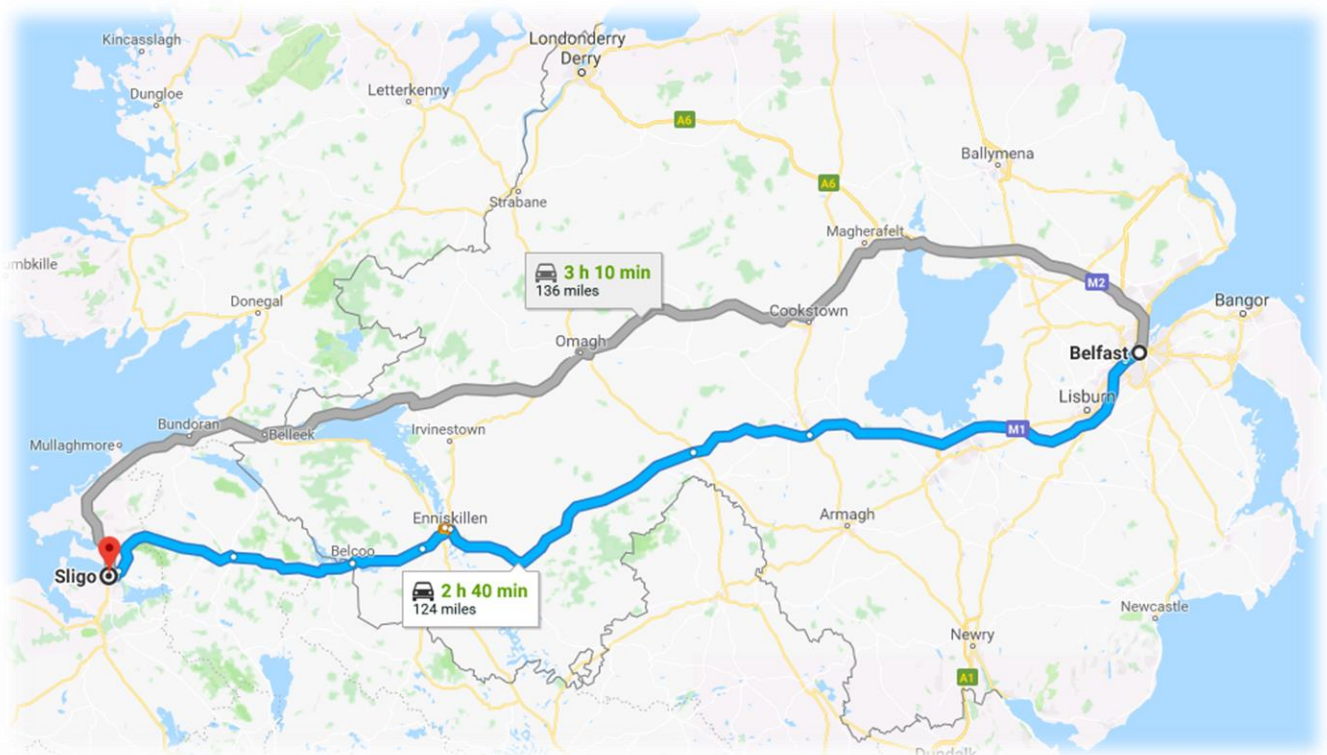 Kincasslagh
Londonderry
Derry
Dungloe
Letterkenny
A6
Ballymena
A6
Strabane
Magherafelt
umbkille
3 h 10 min
136 miles
M2
Donegal
Bangor
Cookstown
Omagh
Belfast
Lisburn
Bundoran
Belleek
Irvinestown
M1
Mullaghmore
Enniskillen
Armagh
Belcoo
Sligo
2 h 40 min
124 miles
Newcastle
Newry
A1
Dundalk